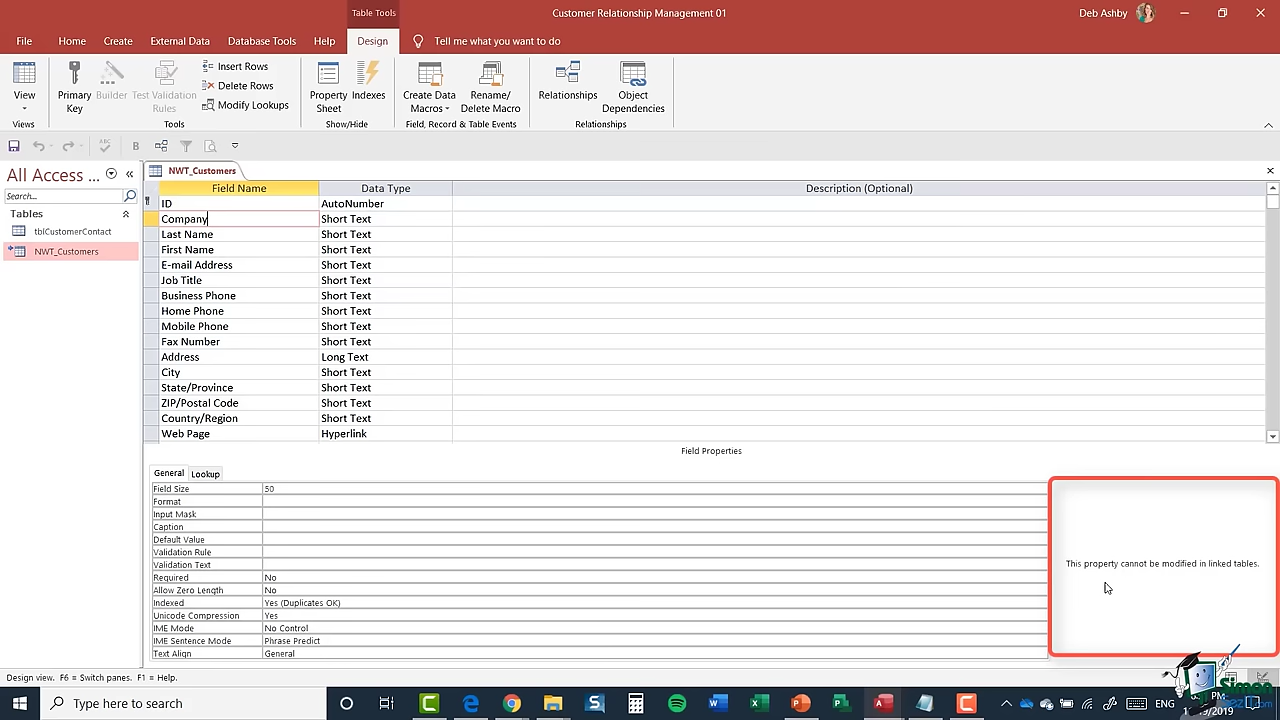 Table Tools
Customer Relationship Management 01
Deb Ashby
File
Home
Create
External Data
Database Tools
Help
Design
Tell me what you want to do
View
Primary Key
Builder
Test Validation Rules
Insert Rows
Delete Rows
Modify Lookups
Property Sheet
Indexes
Create Data Macros
Rename/ Delete Macro
Relationships
Object Dependencies
Views
Tools
Show/Hide
Field, Record & Table Events
Relationships
ABC
B
All Access ...
Search...
Tables
tblCustomerContact
NWT_Customers
NWT_Customers
Field Name Data Type Description (Optional)
ID AutoNumber
Company Short Text
Last Name Short Text
First Name Short Text
E-mail Address Short Text
Job Title Short Text
Business Phone Short Text
Home Phone Short Text
Mobile Phone Short Text
Fax Number Short Text
Address Long Text
City Short Text
State/Province Short Text
ZIP/Postal Code Short Text
Country/Region Short Text
Web Page Hyperlink
Field Properties
General Lookup
Field Size 50
Format
Input Mask
Caption
Default Value
Validation Rule
Validation Text
Required No
Allow Zero Length No
Indexed Yes (Duplicates OK)
Unicode Compression Yes
IME Mode No Control
IME Sentence Mode Phrase Predict
Text Align General
This property cannot be modified in linked tables.
Design view. F6 = Switch panes. F1 = Help.
Type here to search
ENG
PM
Simon